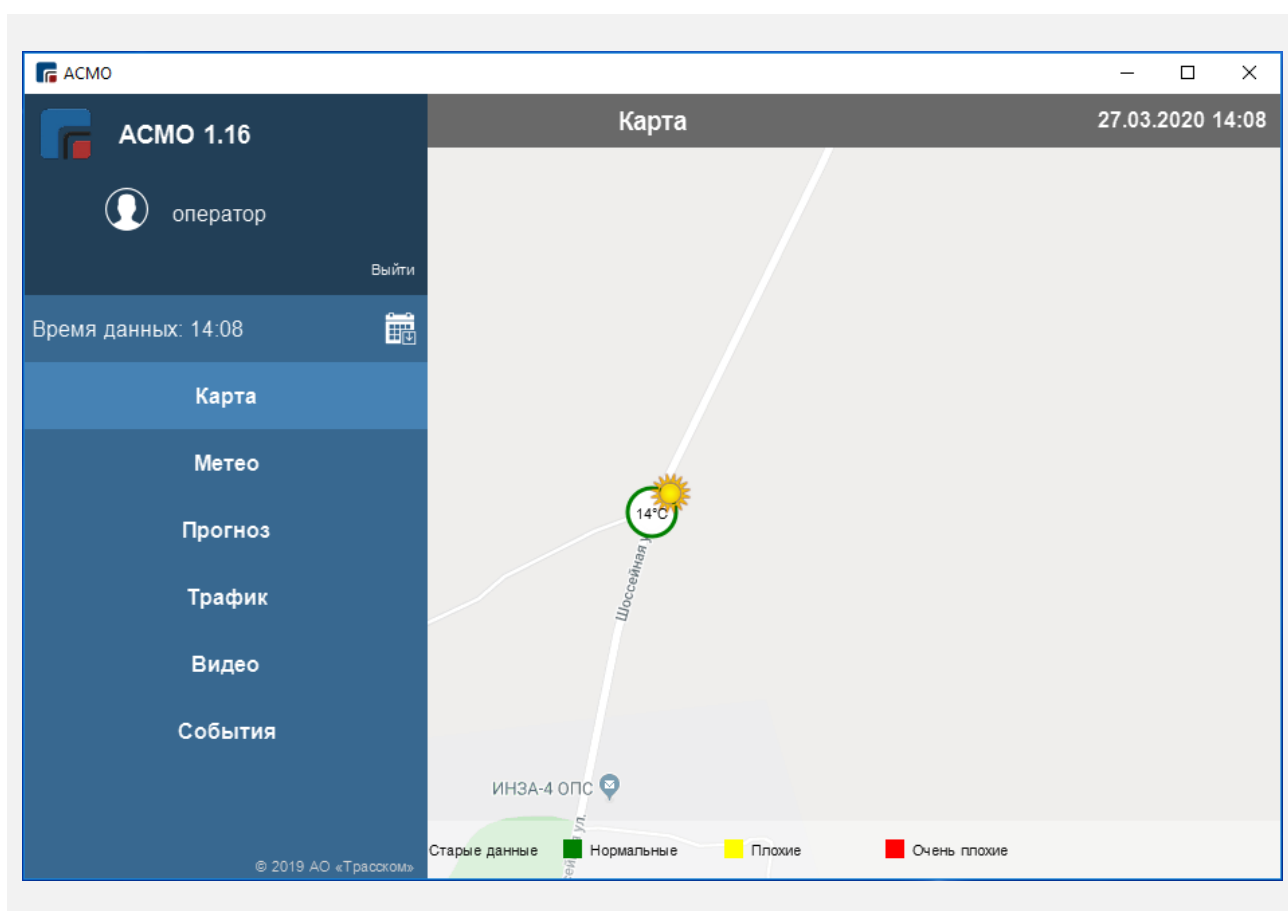 АСМО
АСМО 1.16
оператор
Выйти
Время данных: 14:08
Карта
Метео
Прогноз
Трафик
Видео
События
© 2019 АО «Трасском»
Карта
27.03.2020 14:08
14°C
Шоссейная у
ИНЗА-4 ОПС
сей я ул.
Старые данные
Нормальные
Плохие
Очень плохие